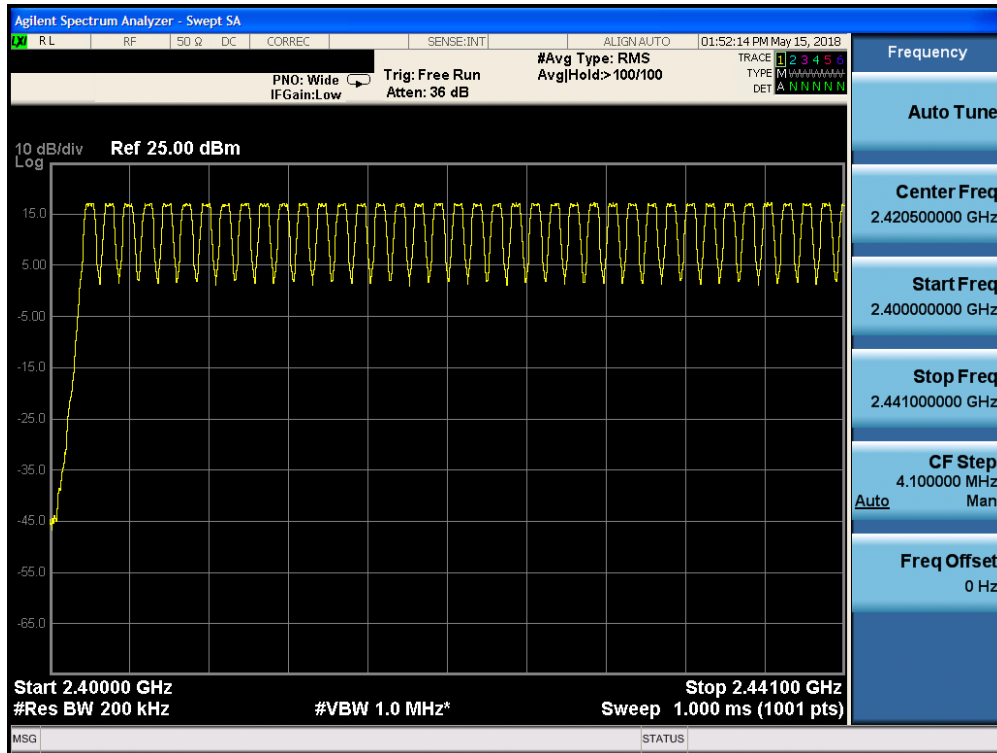 Agilent Spectrum Analyzer - Swept SA
LXI RL RF 50 Ω DC CORREC SENSE:INT ALIGN AUTO 01:52:14 PM May 15, 2018
PNO: Wide
IFGain:Low
Trig: Free Run
Atten: 36 dB
#Avg Type: RMS
Avg|Hold:>100/100
TRACE 1 2 3 4 5 6
TYPE M
DET A N N N N N
10 dB/div Ref 25.00 dBm
Log
15.0
5.00
-5.00
-15.0
-25.0
-35.0
-45.0
-55.0
-65.0
Start 2.40000 GHz Stop 2.44100 GHz
#Res BW 200 kHz #VBW 1.0 MHz* Sweep 1.000 ms (1001 pts)
MSG STATUS
Frequency
Auto Tune
Center Freq
2.420500000 GHz
Start Freq
2.400000000 GHz
Stop Freq
2.441000000 GHz
CF Step
4.100000 MHz
Auto Man
Freq Offset
0 Hz